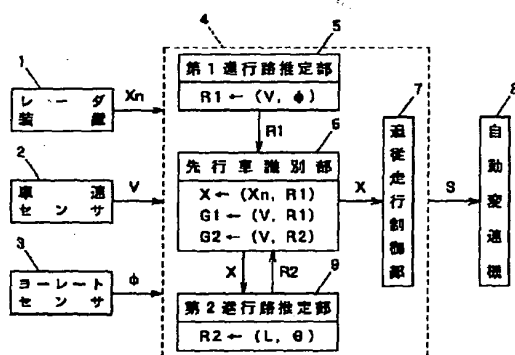 4
5
1
レーダ
装置
Xn
第1進行路推定部
R1 ← (V, φ)
R1
6
7
8
2
車速
センサ
V
先行車識別部
X ← (Xn, R1)
G1 ← (V, R1)
G2 ← (V, R2)
X
追従走行制御部
S
自動変速機
3
ヨーレート
センサ
φ
X
R2
9
第2進行路推定部
R2 ← (L, θ)